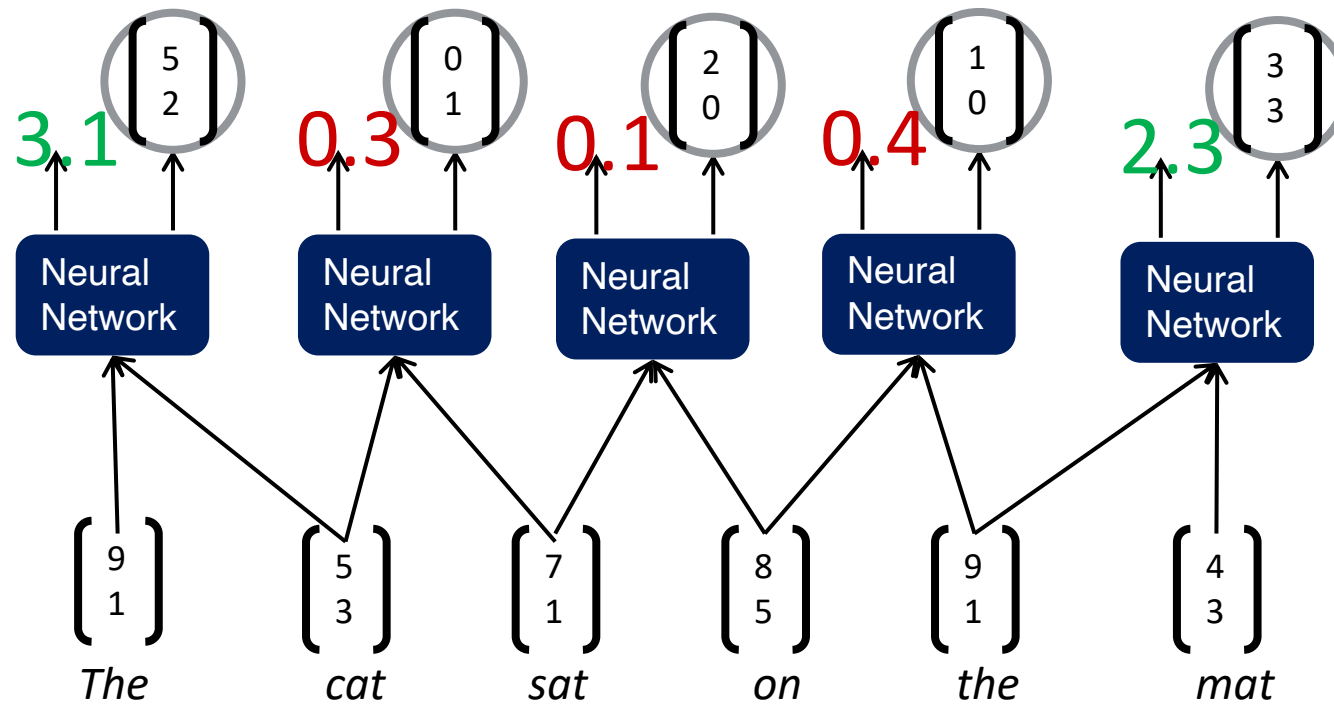 5 0 2 1 3
2 1 0 0 3
3.1 0.3 0.1 0.4 2.3
Neural Neural Neural Neural Neural
Network Network Network Network Network
9 5 7 8 9 4
1 3 1 5 1 3
The cat sat on the mat